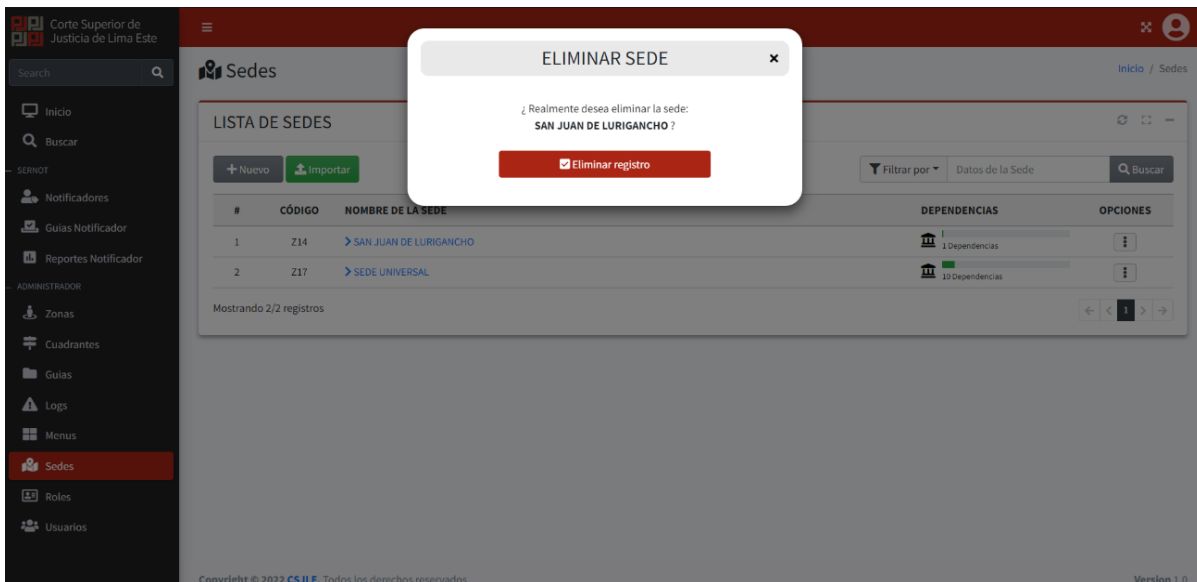 Corte Superior de
Justicia de Lima Este
Search
Inicio
Buscar
SERNOT
Notificadores
Guias Notificador
Reportes Notificador
ADMINISTRADOR
Zonas
Cuadrantes
Guias
Logs
Menus
Sedes
Roles
Usuarios
Sedes
Inicio / Sedes
ELIMINAR SEDE
¿ Realmente desea eliminar la sede:
SAN JUAN DE LURIGANCHO ?
Eliminar registro
LISTA DE SEDES
Nuevo Importar Filtrar por Datos de la Sede Buscar
# CÓDIGO NOMBRE DE LA SEDE DEPENDENCIAS OPCIONES
1 Z14 SAN JUAN DE LURIGANCHO 1 Dependencias
2 Z17 SEDE UNIVERSAL 10 Dependencias
Mostrando 2/2 registros 1
Copyright © 2022 CSJLE. Todos los derechos reservados. Version 1.0